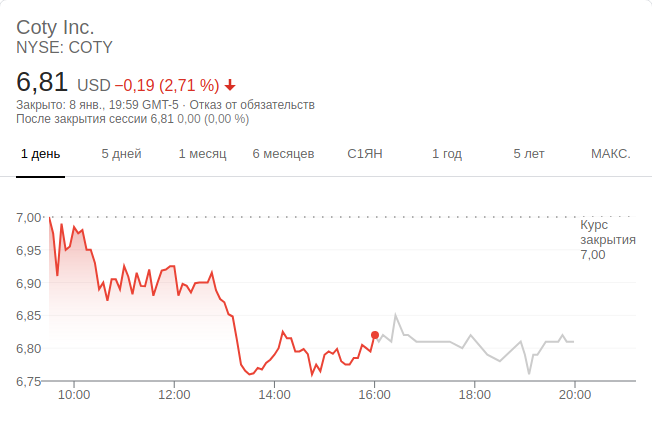 Coty Inc.
NYSE: COTY
6,81 USD −0,19 (2,71 %)
Закрыто: 8 янв., 19:59 GMT-5 · Отказ от обязательств
После закрытия сессии 6,81 0,00 (0,00 %)
1 день 5 дней 1 месяц 6 месяцев С1ЯН 1 год 5 лет МАКС.
7,00
Курс
закрытия
7,00
6,95
6,90
6,85
6,80
6,75
10:00 12:00 14:00 16:00 18:00 20:00